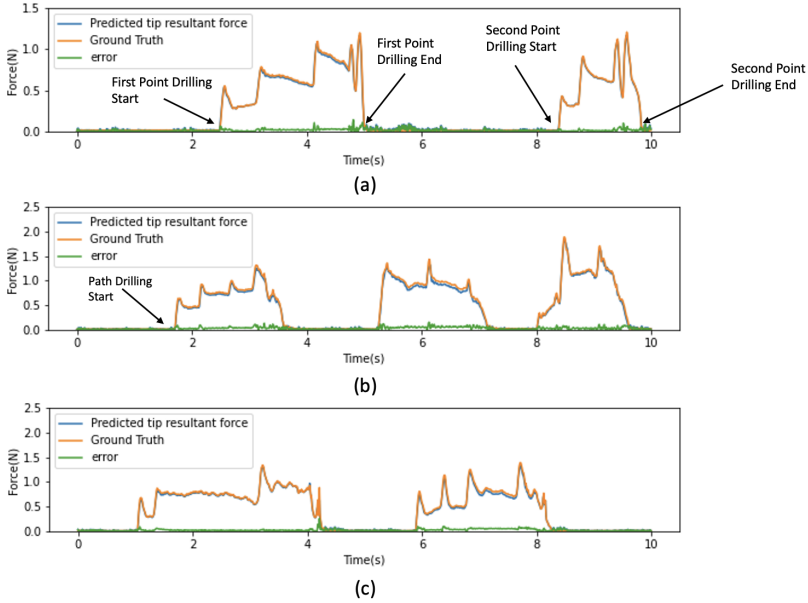 1.5
1.0
0.5
0.0
Force(N)
Predicted tip resultant force
Ground Truth
error
First Point Drilling
Start
First Point
Drilling End
Second Point
Drilling Start
Second Point
Drilling End
0 2 4 6 8 10
Time(s)
(a)
2.5
2.0
1.5
1.0
0.5
0.0
Force(N)
Predicted tip resultant force
Ground Truth
error
Path Drilling
Start
0 2 4 6 8 10
Time(s)
(b)
2.5
2.0
1.5
1.0
0.5
0.0
Force(N)
Predicted tip resultant force
Ground Truth
error
0 2 4 6 8 10
Time(s)
(c)